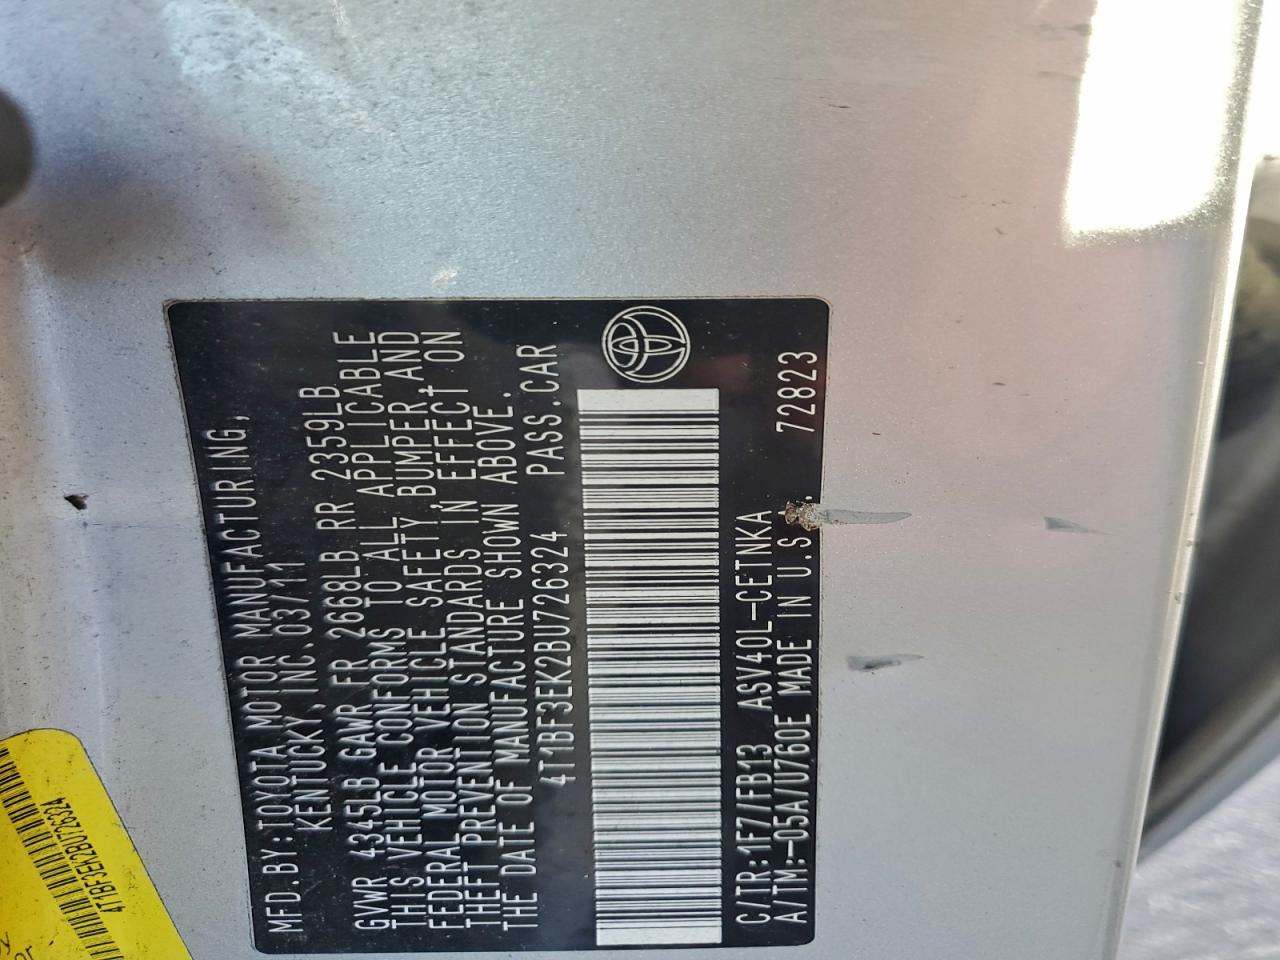 MFD.BY:TOYOTA MOTOR MANUFACTURING,
KENTUCKY, INC.03/11
GVWR 4345LB GAWR FR 2668LB RR 2359LB
THIS VEHICLE CONFORMS TO ALL APPLICABLE
FEDERAL MOTOR VEHICLE SAFETY,BUMPER,AND
THEFT PREVENTION STANDARDS IN EFFECT ON
THE DATE OF MANUFACTURE SHOWN ABOVE.
4T1BF3EK2BU726324 PASS.CAR
C/TR:1F7/FB13 ASV40L-CETNKA
A/TM:-05A/U760E MADE IN U.S. 72823
4T1BF3EK2BU726324